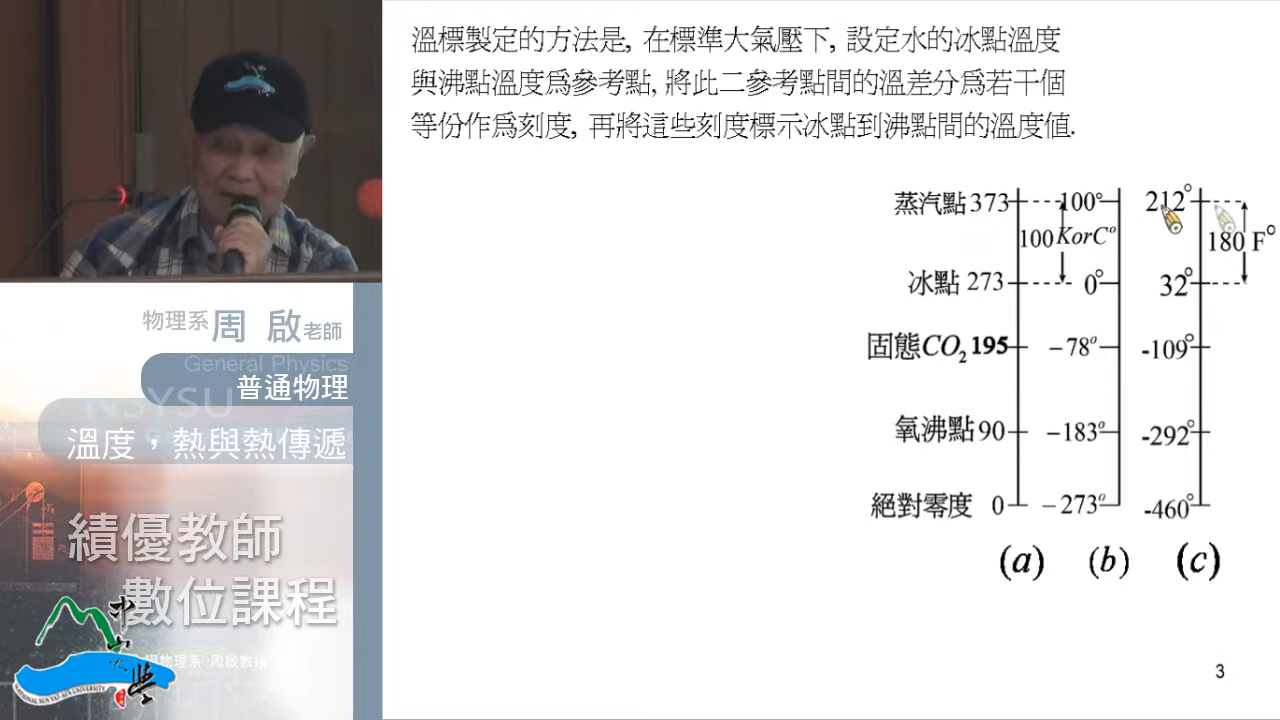 溫標製定的方法是, 在標準大氣壓下, 設定水的冰點溫度
與沸點溫度爲參考點, 將此二參考點間的溫差分爲若干個
等份作爲刻度, 再將這些刻度標示冰點到沸點間的溫度值.
蒸汽點 373 100° 212°
100 KorC° 180 F°
冰點 273 0° 32°
固態CO₂ 195 −78° -109°
氧沸點 90 −183° -292°
絕對零度 0 −273° -460°
(a) (b) (c)
3
物理系 周 啟 老師
General Physics
普通物理
NSYSU
溫度，熱與熱傳遞
績優教師
數位課程
NATIONAL SUN YAT-SEN UNIVERSITY